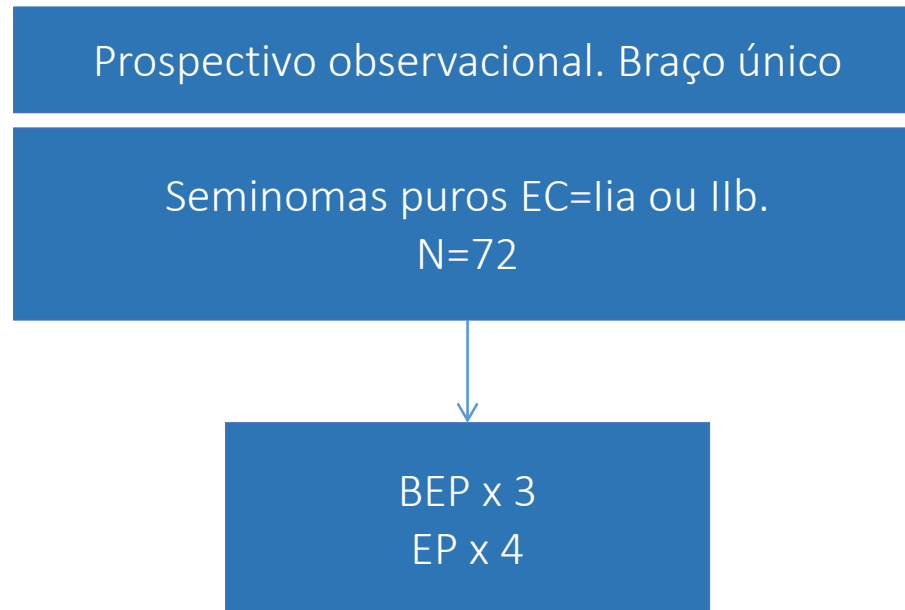 Prospectivo observacional. Braço único
Seminomas puros EC=Iia ou IIb.
N=72
BEP x 3
EP x 4